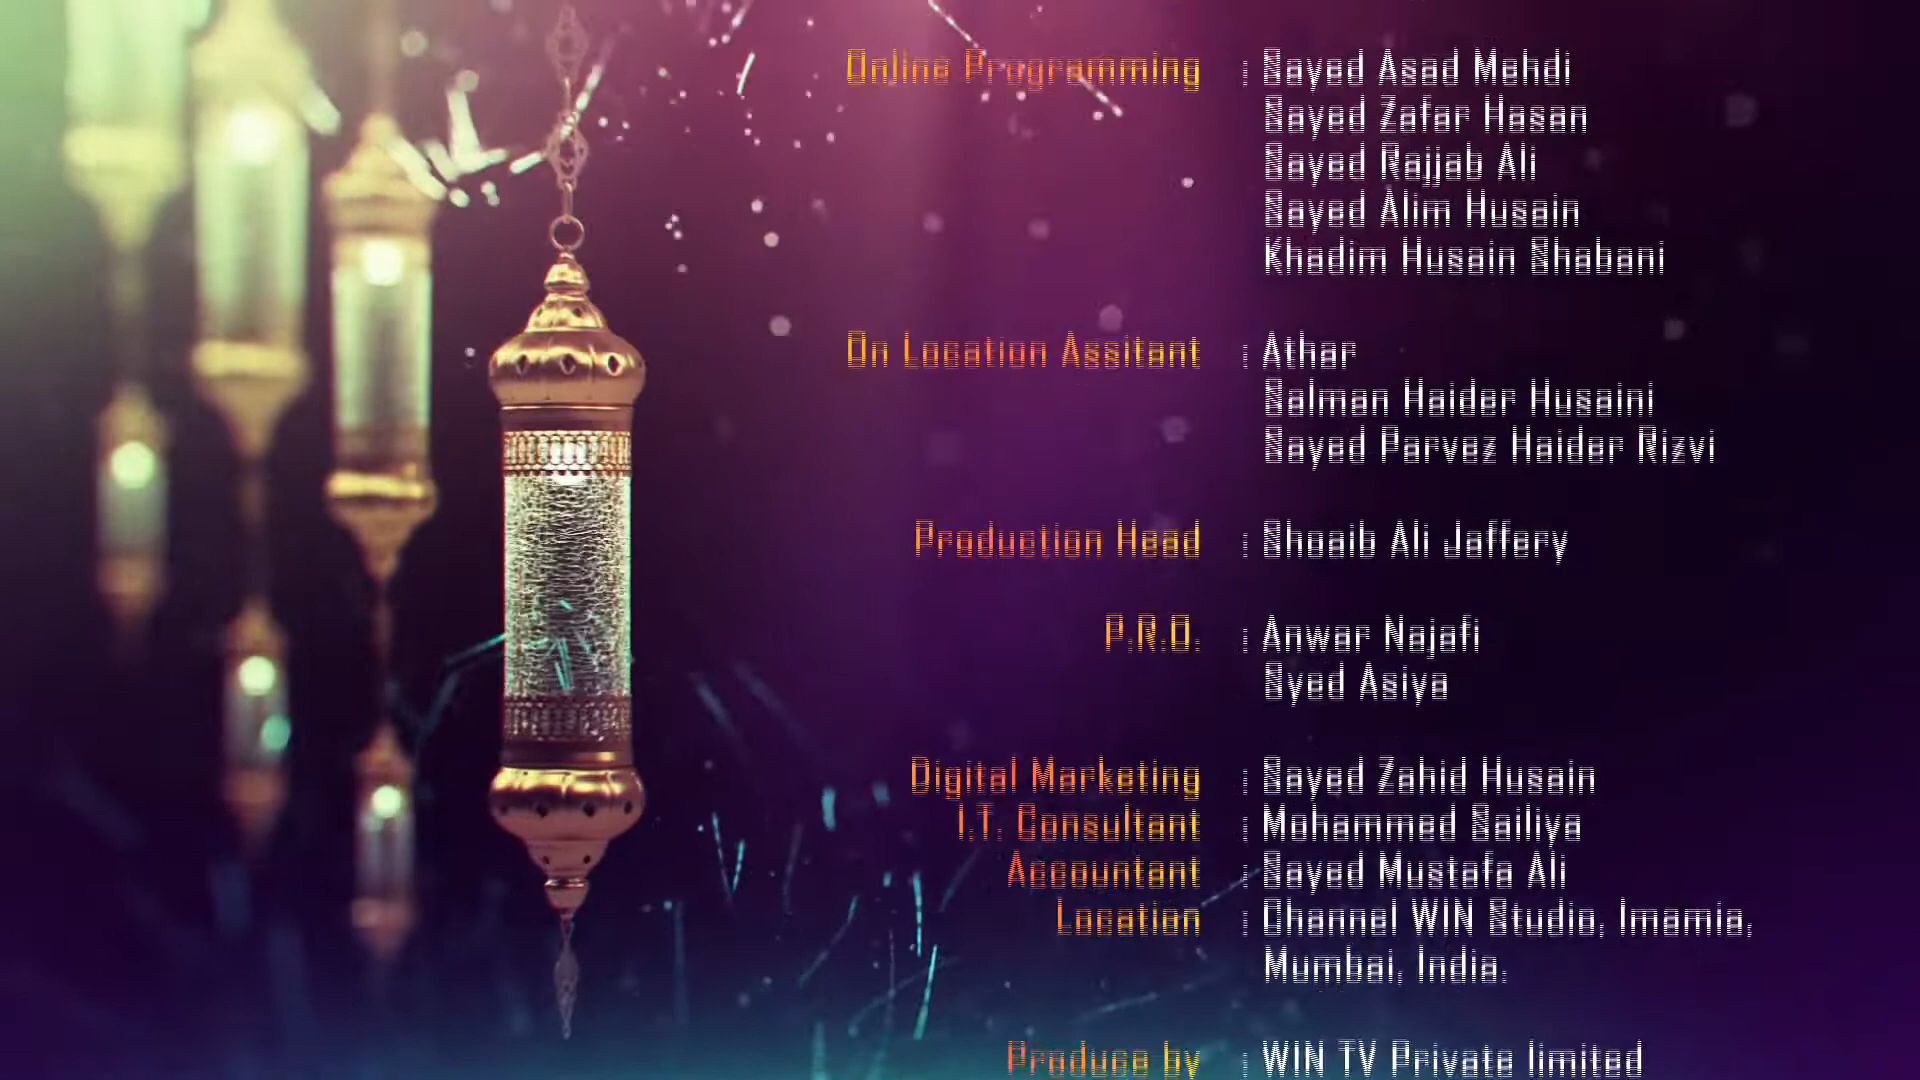 Online Programming : Sayed Asad Mehdi
Sayed Zafar Hasan
Sayed Rajjab Ali
Sayed Alim Husain
Khadim Husain Shabani
On Location Assitant : Athar
Salman Haider Husaini
Sayed Parvez Haider Rizvi
Production Head : Shoaib Ali Jaffery
P.R.O. : Anwar Najafi
Syed Asiya
Digital Marketing : Sayed Zahid Husain
I.T. Consultant : Mohammed Sailiya
Accountant : Sayed Mustafa Ali
Location : Channel WIN Studio, Imamia,
Mumbai, India.
Produce by : WIN TV Private limited